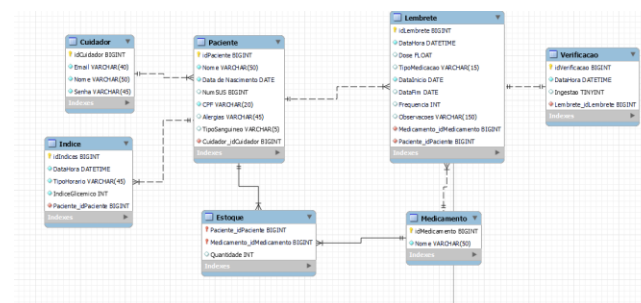 Cuidador
idCuidador BIGINT
Email VARCHAR(40)
Nome VARCHAR(50)
Senha VARCHAR(45)
Indexes
Paciente
idPaciente BIGINT
Nome VARCHAR(50)
Data de Nascimento DATE
Num SUS BIGINT
CPF VARCHAR(20)
Alergias VARCHAR(45)
TipoSanguineo VARCHAR(5)
Cuidador_idCuidador BIGINT
Indexes
Lembrete
idLembrete BIGINT
DataHora DATETIME
Dose FLOAT
TipoMedicacao VARCHAR(15)
DataInicio DATE
DataFim DATE
Frequencia INT
Observacoes VARCHAR(150)
Medicamento_idMedicamento BIGINT
Paciente_idPaciente BIGINT
Indexes
Verificacao
idVerificacao BIGINT
DataHora DATETIME
Ingestao TINYINT
Lembrete_idLembrete BIGINT
Indexes
Indice
idIndices BIGINT
DataHora DATETIME
TipoHorario VARCHAR(45)
IndiceGlicemico INT
Paciente_idPaciente BIGINT
Indexes
Estoque
Paciente_idPaciente BIGINT
Medicamento_idMedicamento BIGINT
Quantidade INT
Indexes
Medicamento
idMedicamento BIGINT
Nome VARCHAR(50)
Indexes